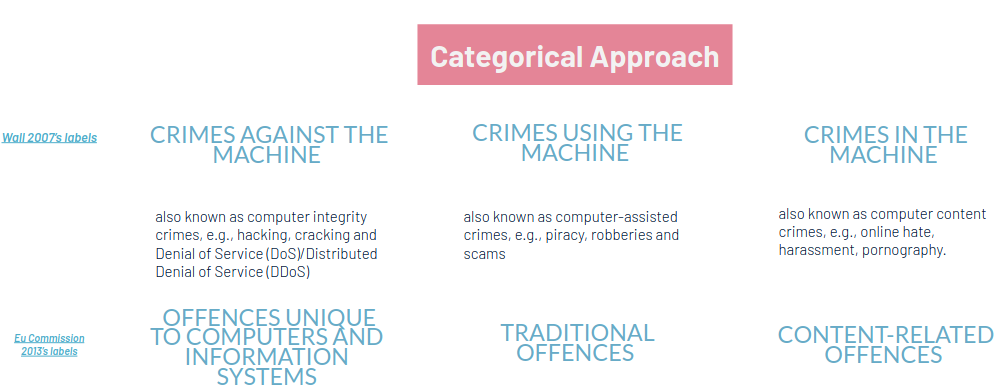 Categorical Approach
Wall 2007's labels
CRIMES AGAINST THE
MACHINE
CRIMES USING THE
MACHINE
CRIMES IN THE
MACHINE
also known as computer integrity
crimes, e.g., hacking, cracking and
Denial of Service (DoS)/Distributed
Denial of Service (DDoS)
also known as computer-assisted
crimes, e.g., piracy, robberies and
scams
also known as computer content
crimes, e.g., online hate,
harassment, pornography.
Eu Commission
2013's labels
OFFENCES UNIQUE
TO COMPUTERS AND
INFORMATION
SYSTEMS
TRADITIONAL
OFFENCES
CONTENT-RELATED
OFFENCES